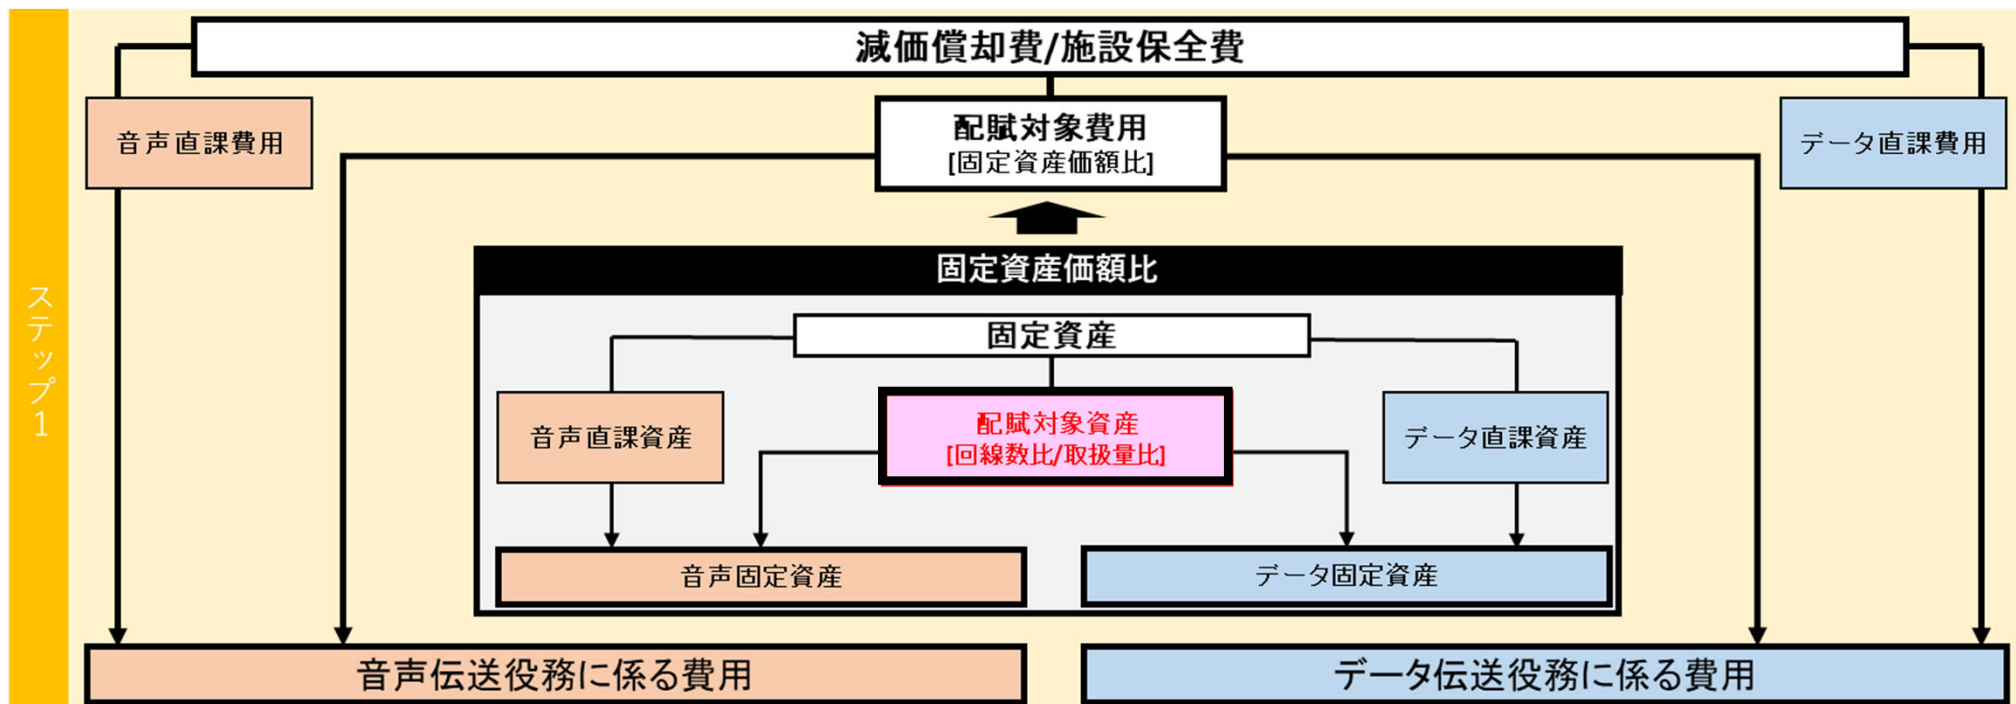 ステップ1
減価償却費/施設保全費
音声直課費用
配賦対象費用
[固定資産価額比]
データ直課費用
固定資産価額比
固定資産
音声直課資産
配賦対象資産
[回線数比/取扱量比]
データ直課資産
音声固定資産
データ固定資産
音声伝送役務に係る費用
データ伝送役務に係る費用